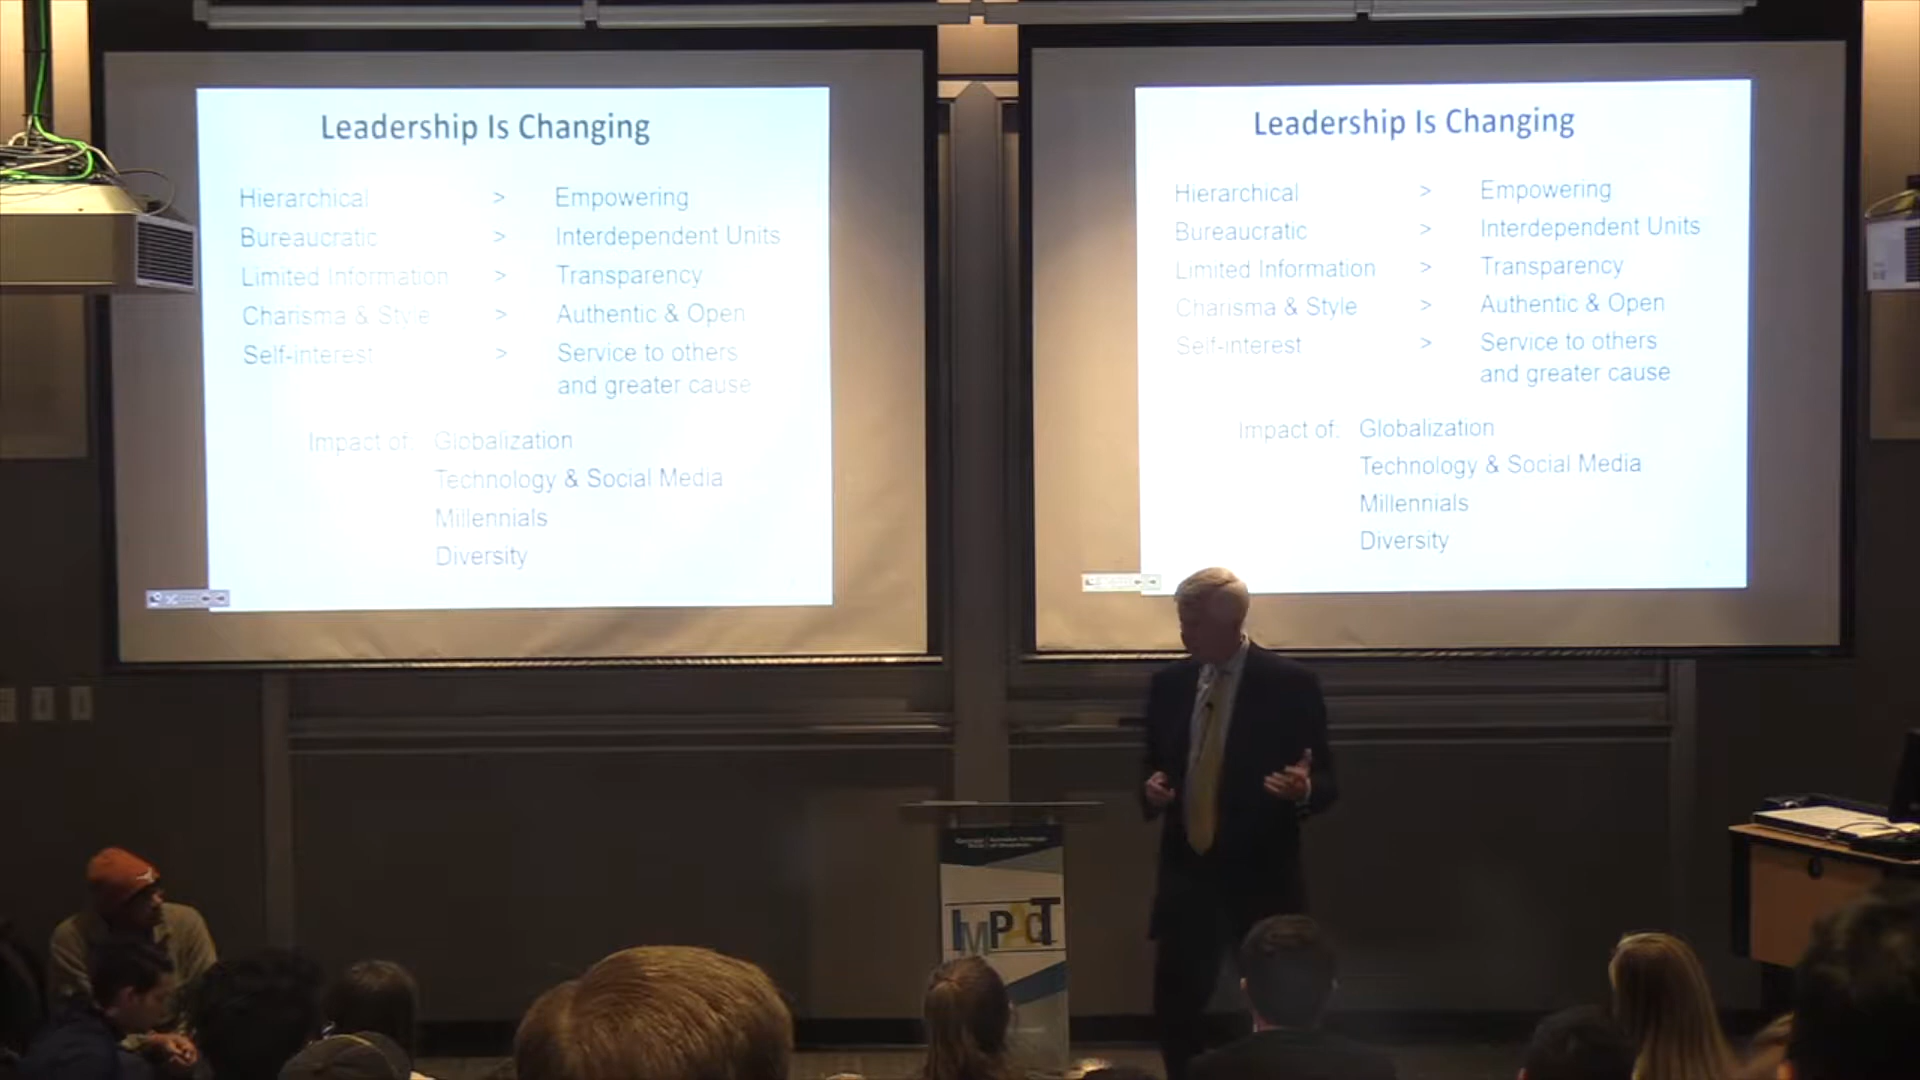 Leadership Is Changing
Hierarchical > Empowering
Bureaucratic > Interdependent Units
Limited Information > Transparency
Charisma & Style > Authentic & Open
Self-interest > Service to others
and greater cause
Impact of: Globalization
Technology & Social Media
Millennials
Diversity
Leadership Is Changing
Hierarchical > Empowering
Bureaucratic > Interdependent Units
Limited Information > Transparency
Charisma & Style > Authentic & Open
Self-interest > Service to others
and greater cause
Impact of: Globalization
Technology & Social Media
Millennials
Diversity
IMPACT